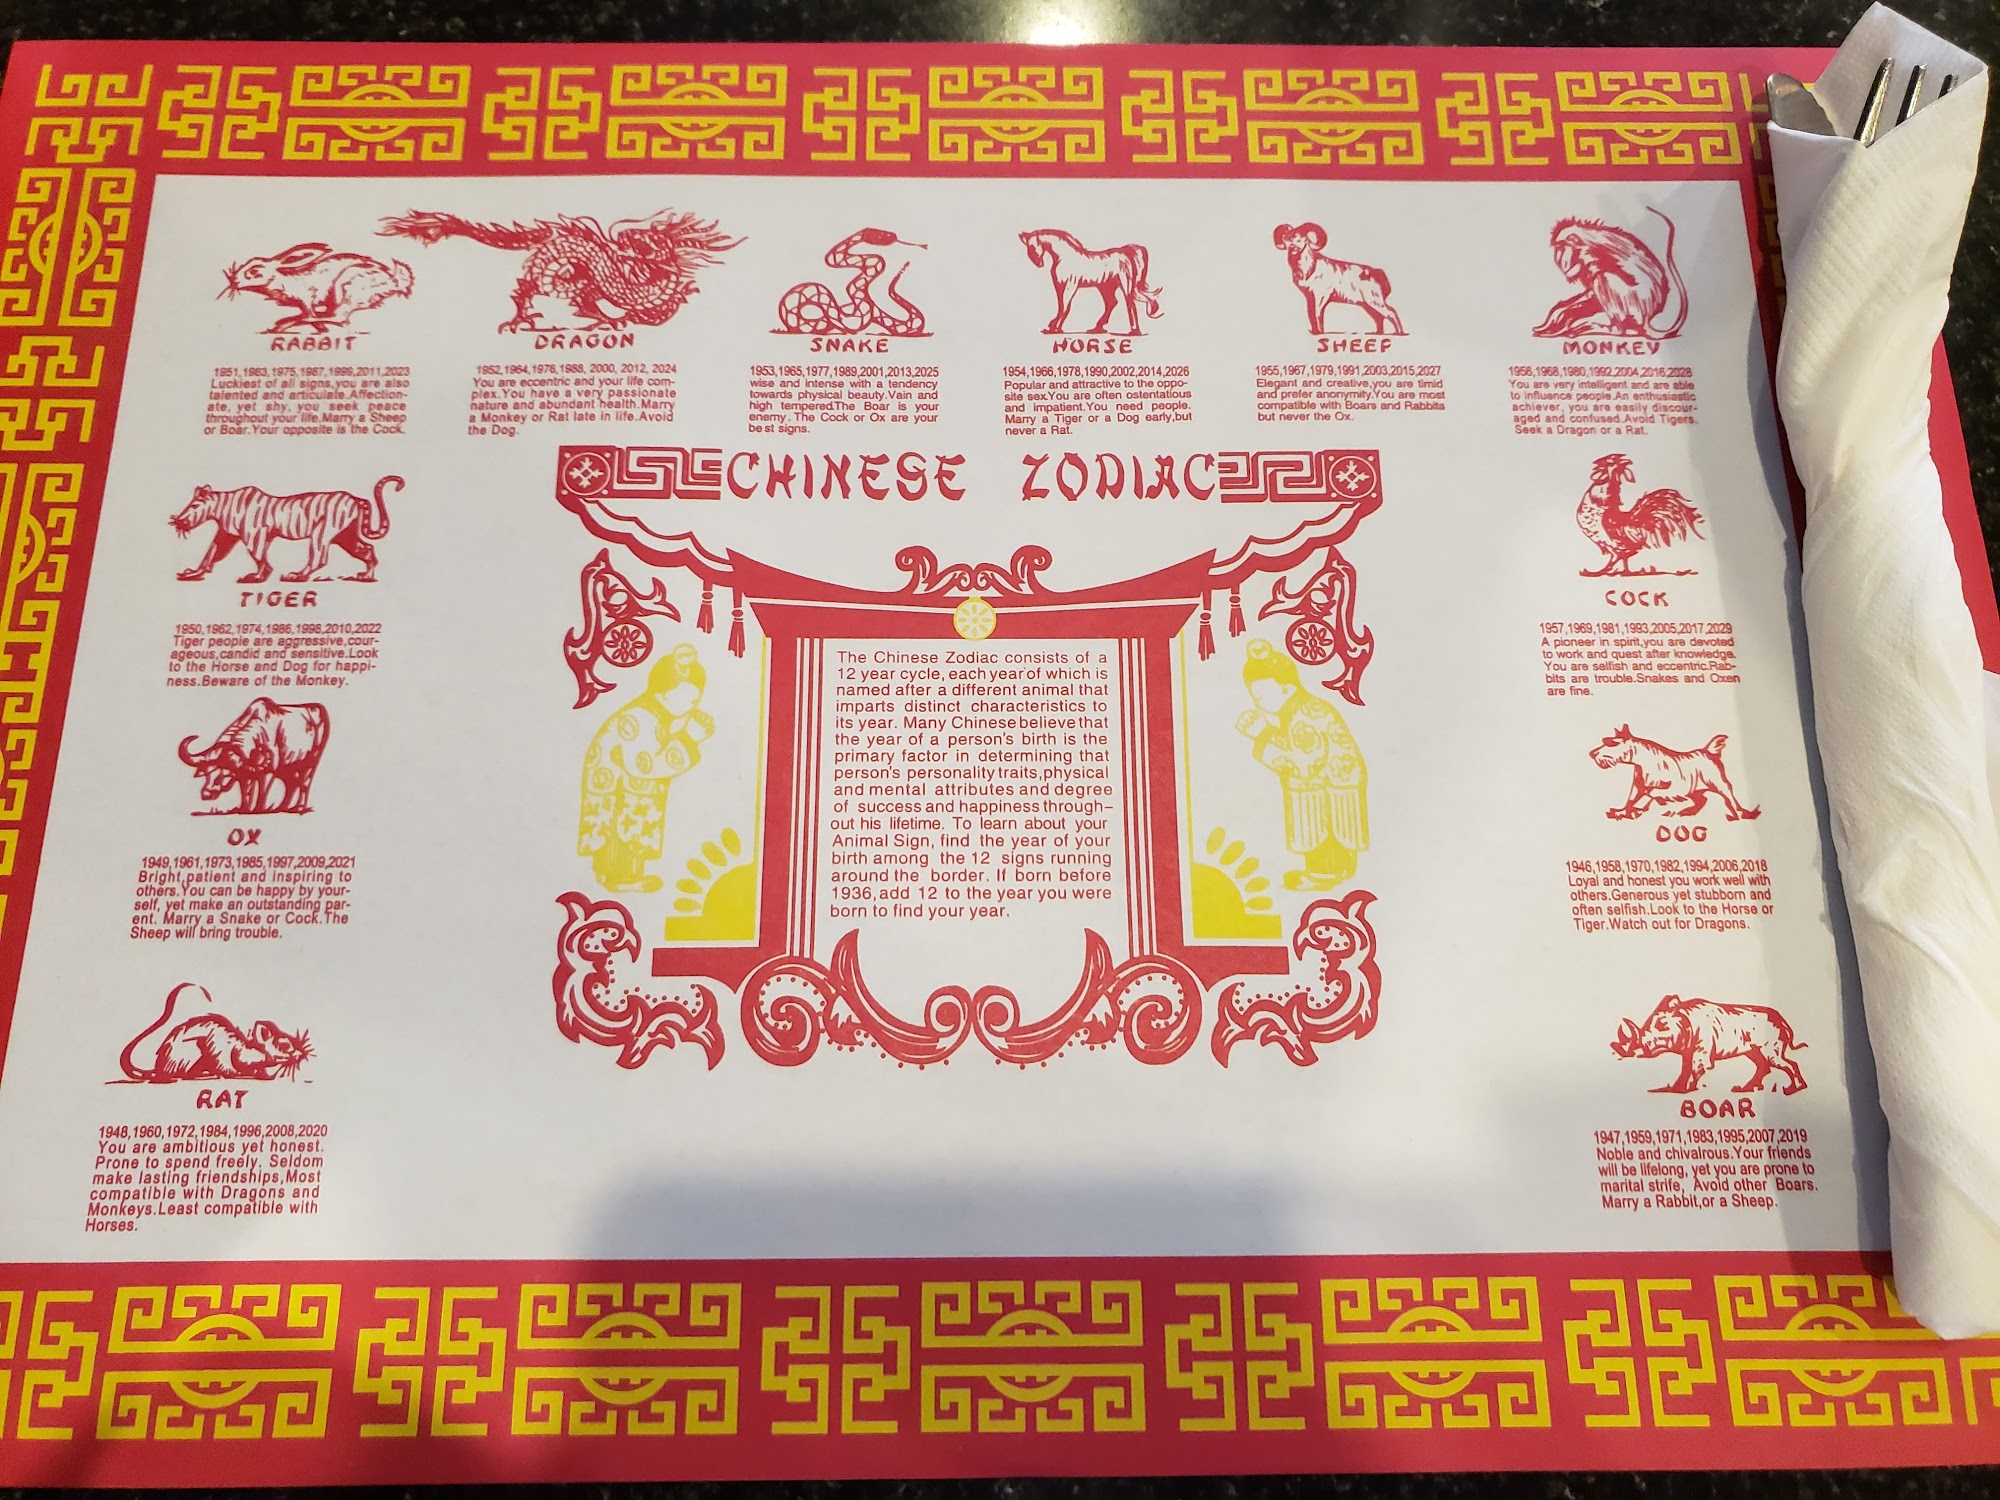 RABBIT
1951,1963,1975,1987,1999,2011,2023
Luckiest of all signs,you are also
talented and articulate.Affection-
ate, yet shy, you seek peace
throughout your life.Marry a Sheep
or Boar.Your opposite is the Cock.
DRAGON
1952,1964,1976,1988, 2000, 2012, 2024
You are eccentric and your life com-
plex.You have a very passionate
nature and abundant health.Marry
a Monkey or Rat late in life.Avoid
the Dog.
SNAKE
1953,1965,1977,1989,2001,2013,2025
wise and intense with a tendency
towards physical beauty.Vain and
high tempered.The Boar is your
enemy. The Cock or Ox are your
best signs.
HORSE
1954,1966,1978,1990,2002,2014,2026
Popular and attractive to the oppo-
site sex.You are often ostentatious
and impatient.You need people.
Marry a Tiger or a Dog early,but
never a Rat.
SHEEP
1955,1967,1979,1991,2003,2015,2027
Elegant and creative,you are timid
and prefer anonymity.You are most
compatible with Boars and Rabbits
but never the Ox.
MONKEY
1956,1968,1980,1992,2004,2016,2028
You are very intelligent and are able
to influence people.An enthusiastic
achiever, you are easily discour-
aged and confused.Avoid Tigers.
Seek a Dragon or a Rat.
CHINESE ZODIAC
TIGER
1950,1962,1974,1986,1998,2010,2022
Tiger people are aggressive,cour-
ageous,candid and sensitive.Look
to the Horse and Dog for happi-
ness.Beware of the Monkey.
COCK
1957,1969,1981,1993,2005,2017,2029
A pioneer in spirit,you are devoted
to work and quest after knowledge.
You are selfish and eccentric.Rab-
bits are trouble.Snakes and Oxen
are fine.
The Chinese Zodiac consists of a
12 year cycle, each year of which is
named after a different animal that
imparts distinct characteristics to
its year. Many Chinese believe that
the year of a person's birth is the
primary factor in determining that
person's personality traits,physical
and mental attributes and degree
of success and happiness through-
out his lifetime. To learn about your
Animal Sign, find the year of your
birth among the 12 signs running
around the border. If born before
1936,add 12 to the year you were
born to find your year.
OX
1949,1961,1973,1985,1997,2009,2021
Bright,patient and inspiring to
others.You can be happy by your-
self, yet make an outstanding par-
ent. Marry a Snake or Cock.The
Sheep will bring trouble.
DOG
1946,1958,1970,1982,1994,2006,2018
Loyal and honest you work well with
others.Generous yet stubborn and
often selfish.Look to the Horse or
Tiger.Watch out for Dragons.
RAT
1948,1960,1972,1984,1996,2008,2020
You are ambitious yet honest.
Prone to spend freely. Seldom
make lasting friendships,Most
compatible with Dragons and
Monkeys.Least compatible with
Horses.
BOAR
1947,1959,1971,1983,1995,2007,2019
Noble and chivalrous.Your friends
will be lifelong, yet you are prone to
marital strife, Avoid other Boars.
Marry a Rabbit,or a Sheep.